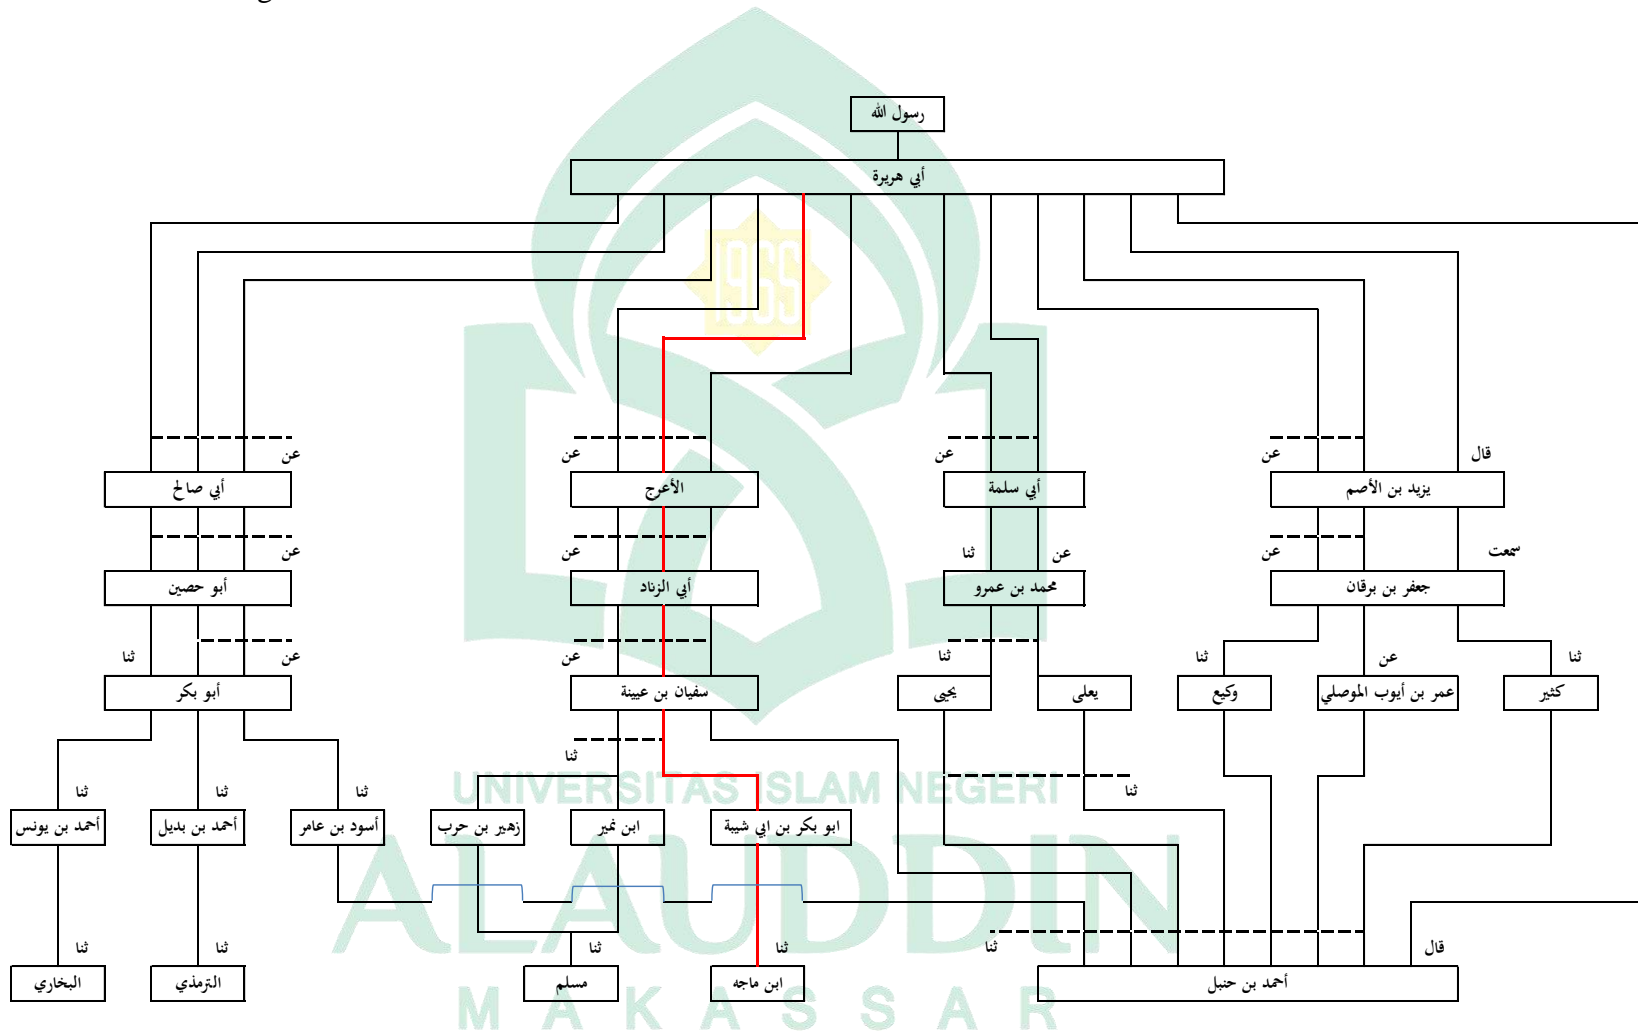 g
رسول الله
أبي هريرة
1965
عن
عن
عن
عن
قال
أبي صالح
الأعرج
أبي سلمة
يزيد بن الأصم
عن
عن
ثنا
عن
عن
سمعت
أبو حصين
أبي الزناد
محمد بن عمرو
جعفر بن برقان
ثنا
عن
عن
ثنا
ثنا
عن
ثنا
أبو بكر
سفيان بن عيينة
يحيى
يعلى
وكيع
عمر بن أيوب الموصلي
كثير
ثنا
UNIVERSITAS ISLAM NEGERI
ثنا
ثنا
ثنا
ثنا
أحمد بن يونس
أحمد بن بديل
أسود بن عامر
زهير بن حرب
ابن نمير
ابو بكر بن ابي شيبة
ALAUDDIN
ثنا
ثنا
ثنا
ثنا
ثنا
قال
البخاري
الترمذي
مسلم
ابن ماجه
أحمد بن حنبل
MAKASSAR